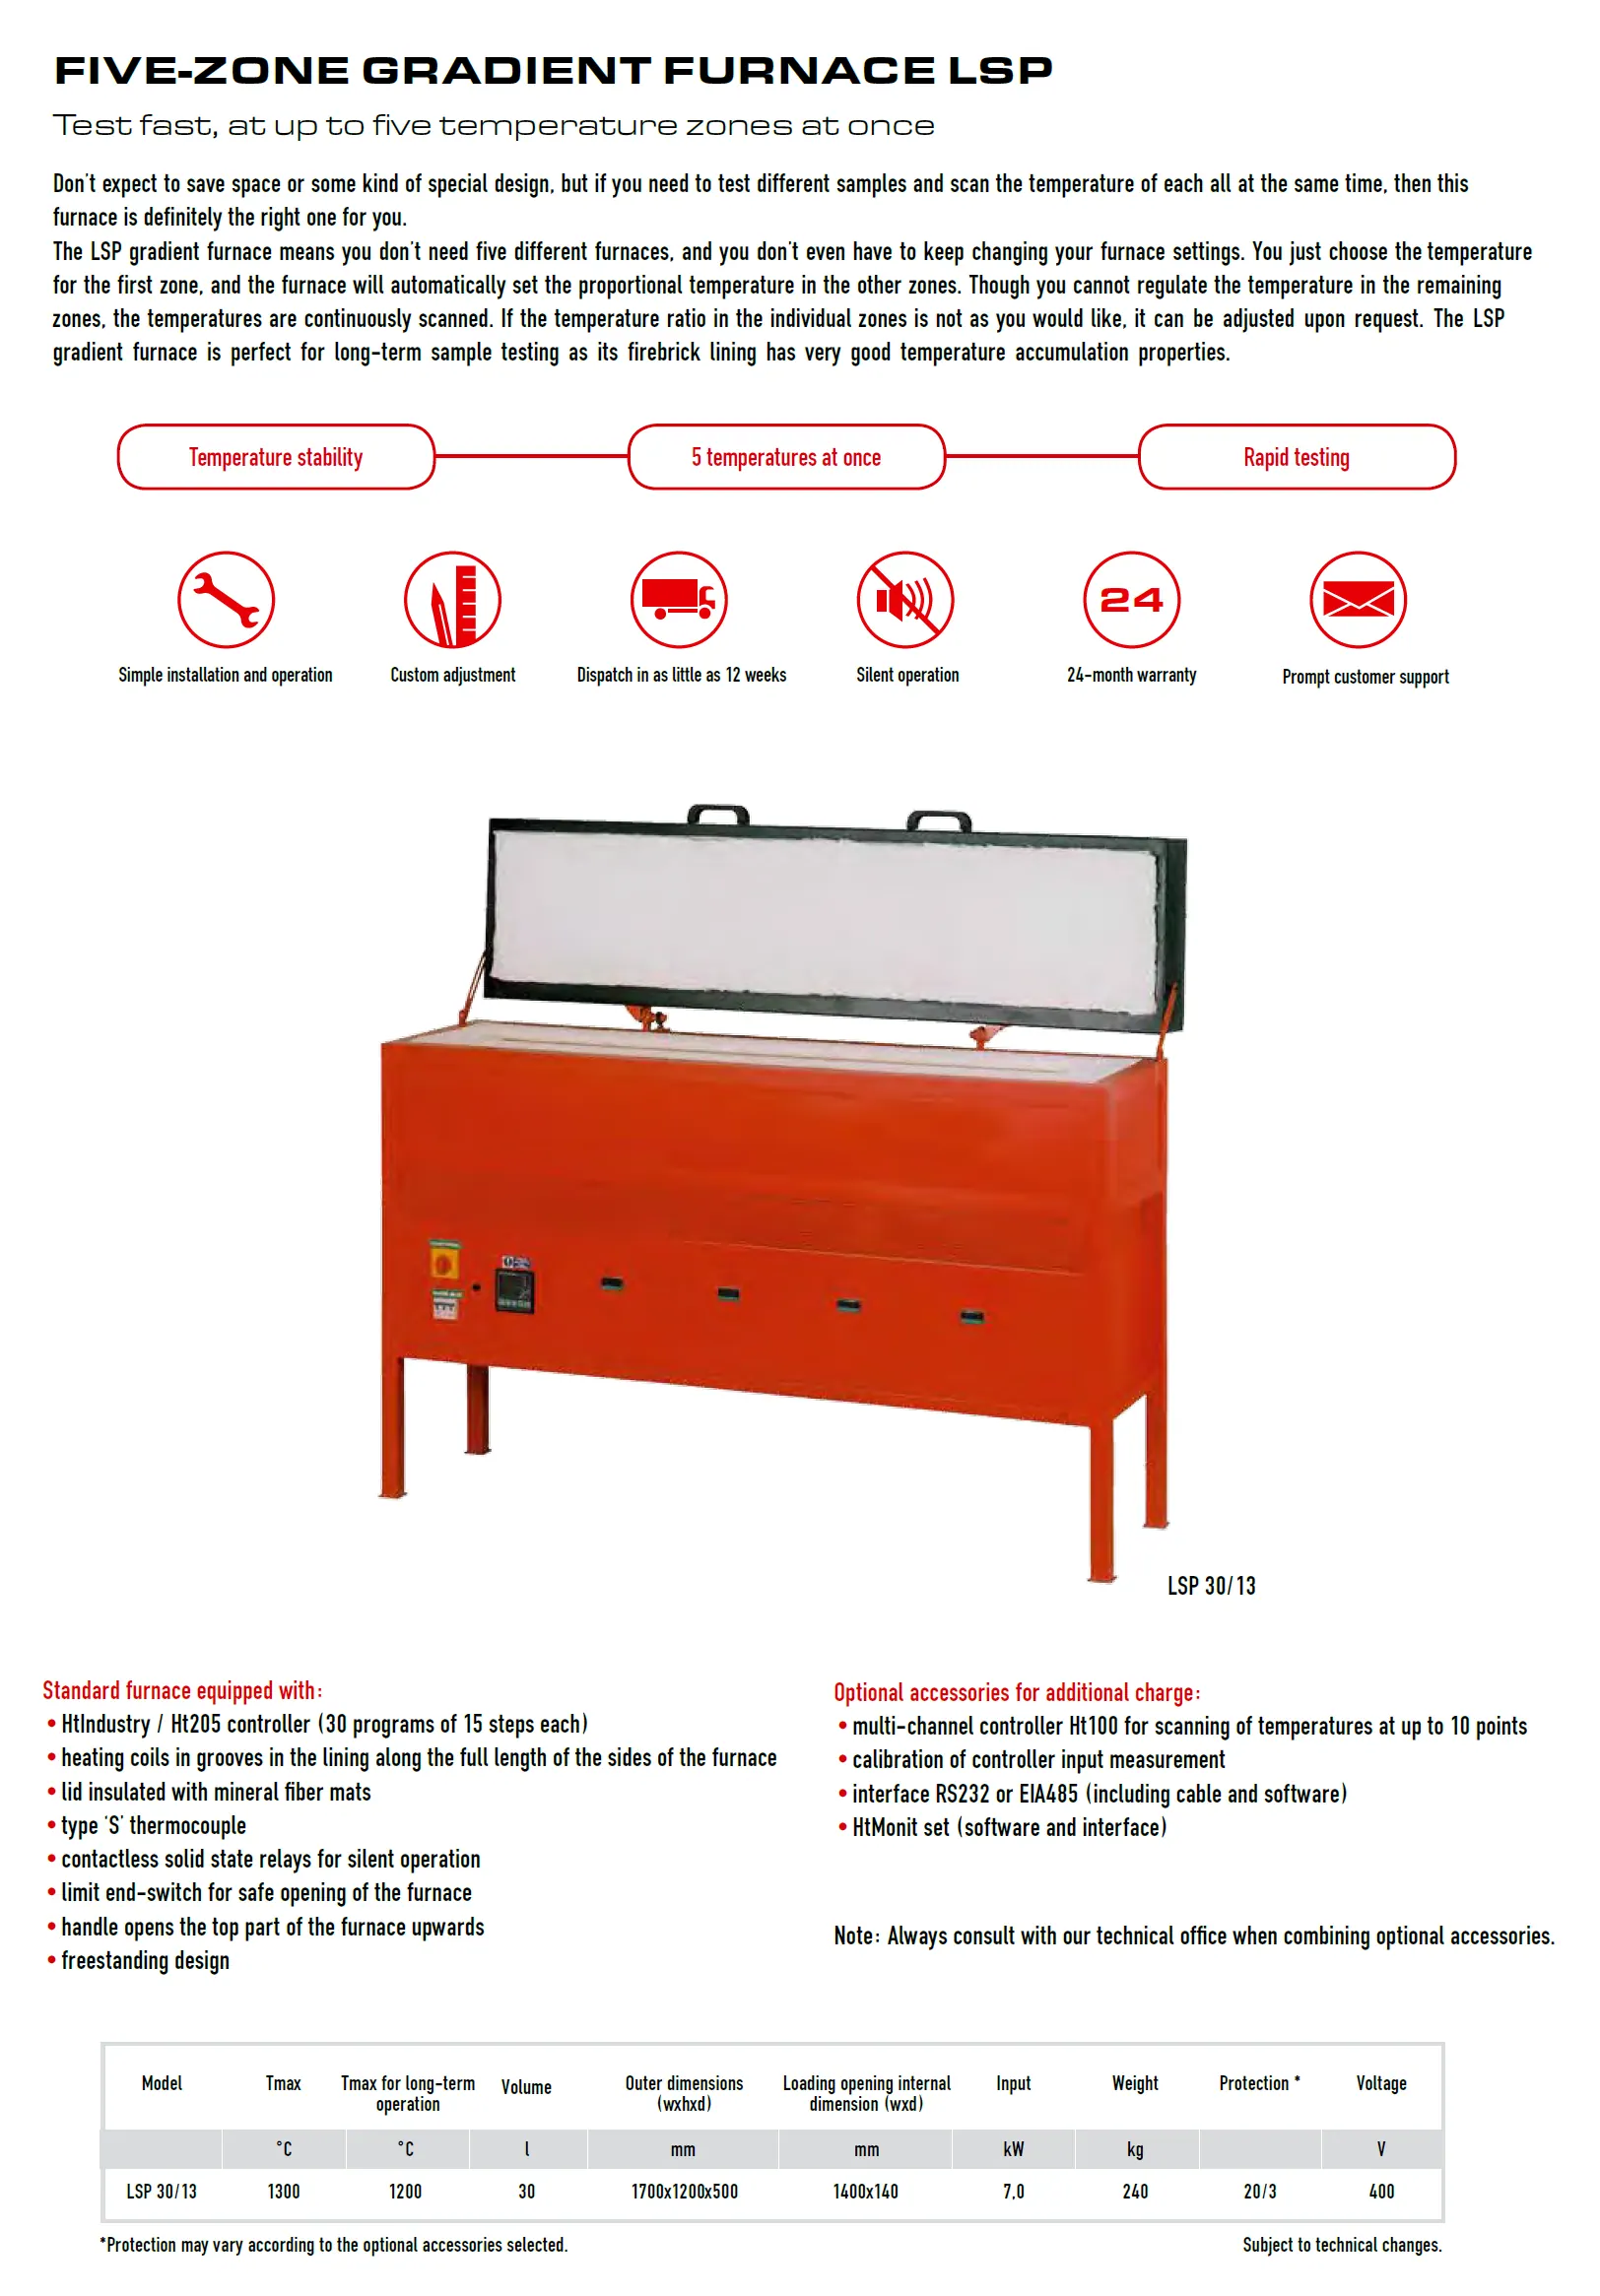 FIVE-ZONE GRADIENT FURNACE LSP
Test fast, at up to five temperature zones at once
Don't expect to save space or some kind of special design, but if you need to test different samples and scan the temperature of each all at the same time, then this
furnace is definitely the right one for you.
The LSP gradient furnace means you don't need five different furnaces, and you don't even have to keep changing your furnace settings. You just choose the temperature
for the first zone, and the furnace will automatically set the proportional temperature in the other zones. Though you cannot regulate the temperature in the remaining
zones, the temperatures are continuously scanned. If the temperature ratio in the individual zones is not as you would like, it can be adjusted upon request. The LSP
gradient furnace is perfect for long-term sample testing as its firebrick lining has very good temperature accumulation properties.
Temperature stability
5 temperatures at once
Rapid testing
24
Simple installation and operation
Custom adjustment
Dispatch in as little as 12 weeks
Silent operation
24-month warranty
Prompt customer support
LSP 30/13
Standard furnace equipped with:
• HtIndustry / Ht205 controller (30 programs of 15 steps each)
• heating coils in grooves in the lining along the full length of the sides of the furnace
• lid insulated with mineral fiber mats
• type 'S' thermocouple
• contactless solid state relays for silent operation
• limit end-switch for safe opening of the furnace
• handle opens the top part of the furnace upwards
• freestanding design
Optional accessories for additional charge:
• multi-channel controller Ht100 for scanning of temperatures at up to 10 points
• calibration of controller input measurement
• interface RS232 or EIA485 (including cable and software)
• HtMonit set (software and interface)
Note: Always consult with our technical office when combining optional accessories.
Model Tmax Tmax for long-term operation Volume Outer dimensions (wxhxd) Loading opening internal dimension (wxd) Input Weight Protection * Voltage
°C °C l mm mm kW kg V
LSP 30/13 1300 1200 30 1700x1200x500 1400x140 7,0 240 20/3 400
*Protection may vary according to the optional accessories selected.
Subject to technical changes.